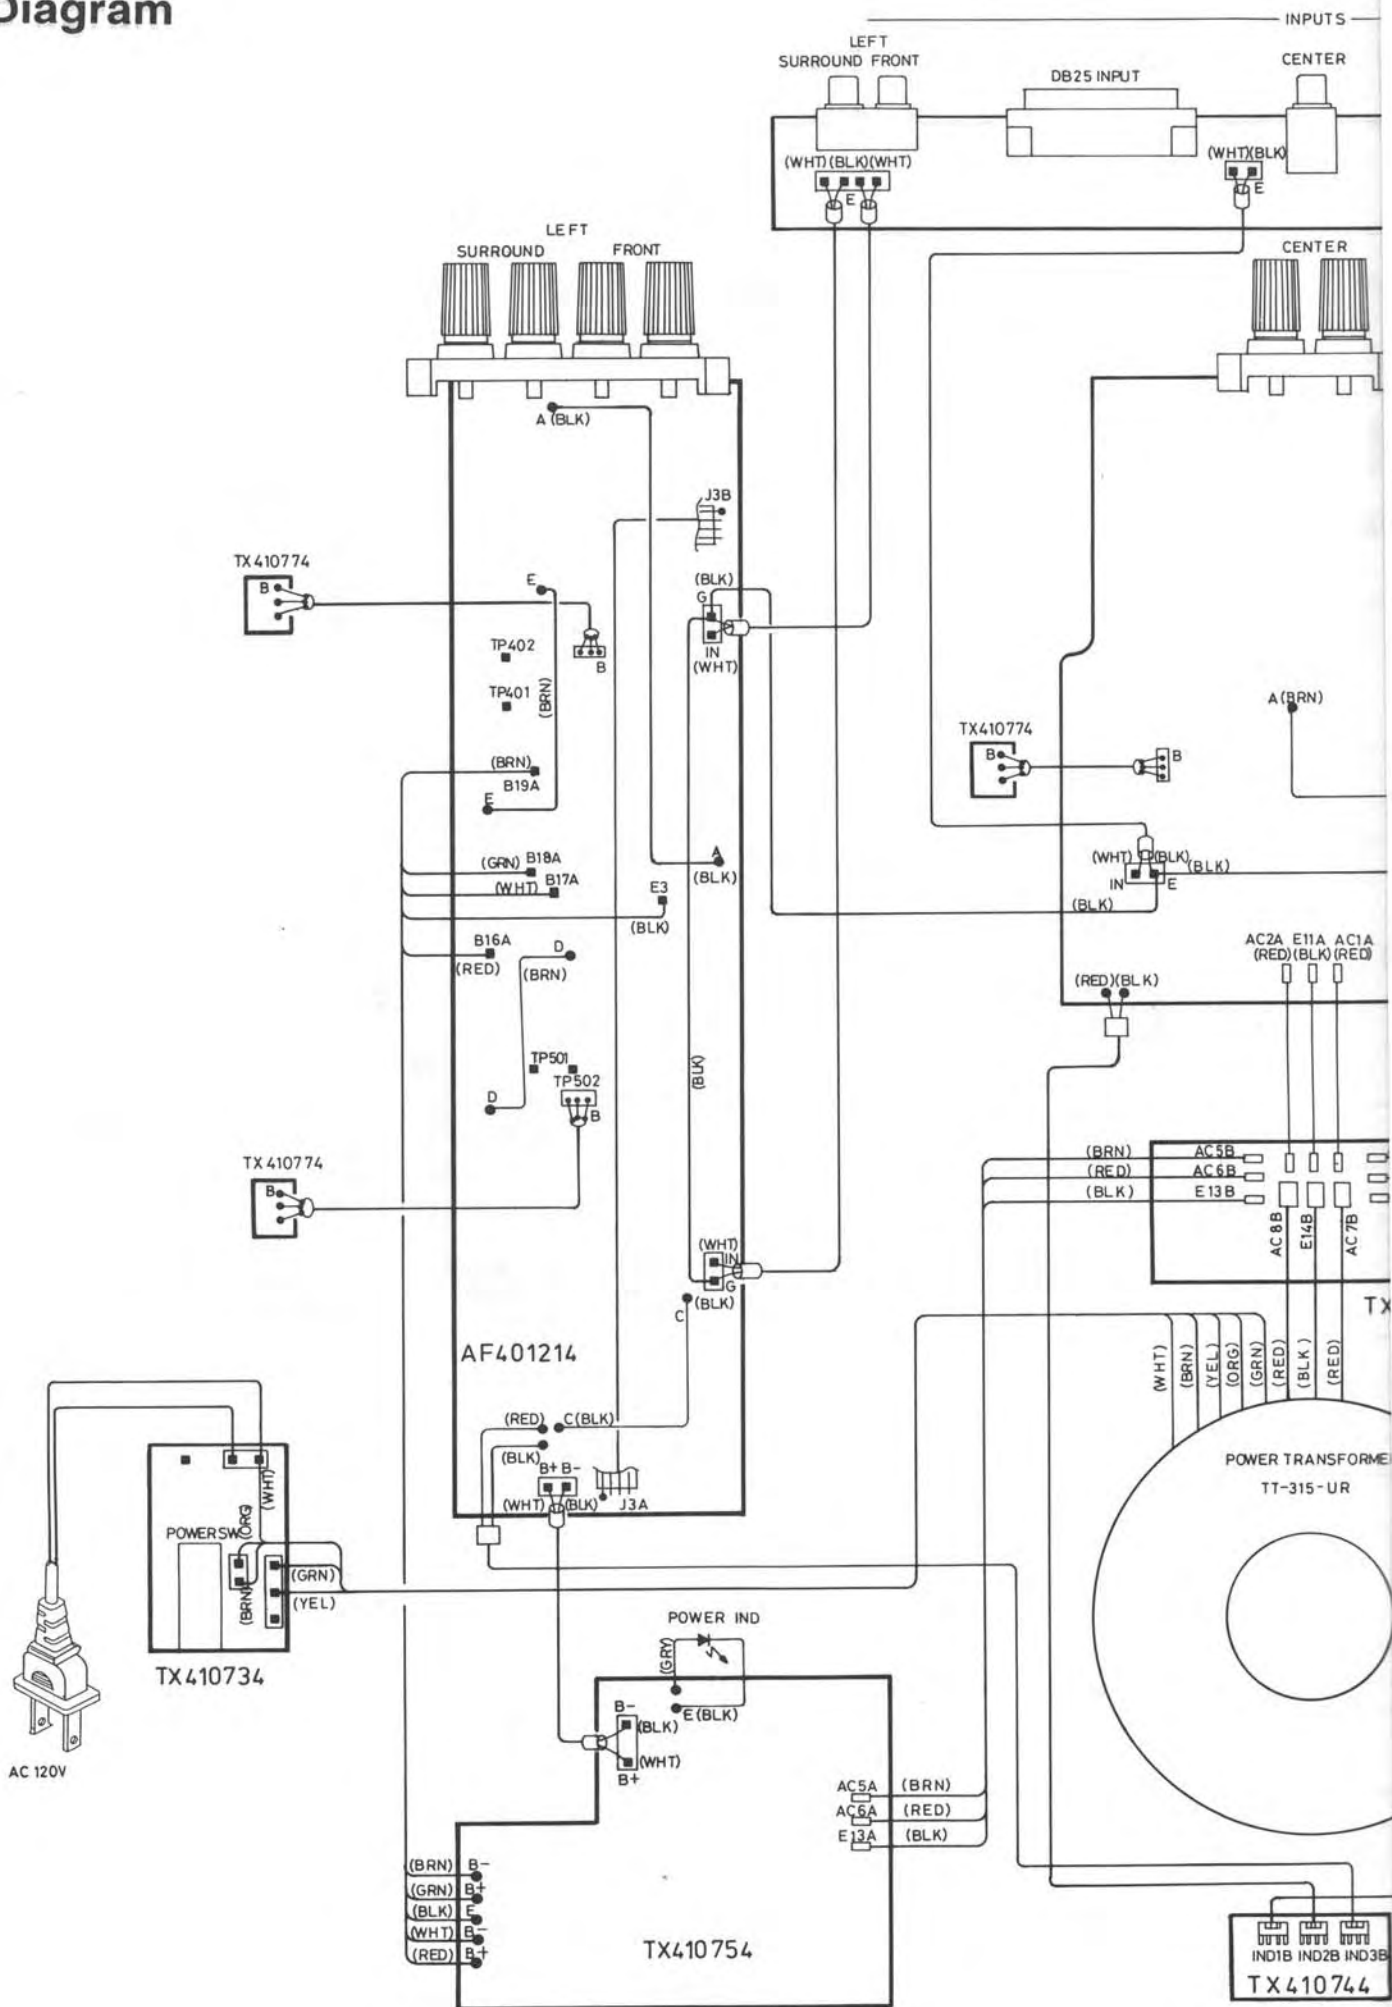 Diagram
INPUTS
LEFT
SURROUND FRONT
DB25 INPUT
CENTER
(WHT)(BLK)(WHT)
E
(WHT)(BLK)
E
LEFT
SURROUND
FRONT
CENTER
A (BLK)
J3B
TX410774
B
E
(BLK)
G
IN
(WHT)
TP402
B
TP401
(BRN)
A(BRN)
TX410774
B
B
(BRN)
B19A
E
(GRN) B18A
(WHT) B17A
A
(BLK)
(WHT) (BLK)
(BLK)
IN
E
E3
(BLK)
(BLK)
B16A
(RED)
D
(BRN)
AC2A E11A AC1A
(RED)(BLK)(RED)
(RED)(BLK)
TP501
TP502
B
D
(BLK)
TX410774
B
(BRN)
AC5B
(RED)
AC6B
(BLK)
E13B
AC8B
E14B
AC7B
(WHT)
IN
G
(BLK)
C
TX
AF401214
(WHT)
(BRN)
(YEL)
(ORG)
(GRN)
(RED)
(BLK)
(RED)
(RED)
C(BLK)
(BLK)
B+ B-
(WHT)
(BLK)
J3A
POWER TRANSFORME
TT-315-UR
(WHT)
POWER SW
(ORG)
(GRN)
(BRN)
(YEL)
TX410734
AC 120V
POWER IND
(GRY)
E(BLK)
B-
(BLK)
(WHT)
B+
AC5A (BRN)
AC6A (RED)
E13A (BLK)
(BRN) B-
(GRN) B+
(BLK) E
(WHT) B-
(RED) B+
TX410754
IND1B IND2B IND3B
TX410744